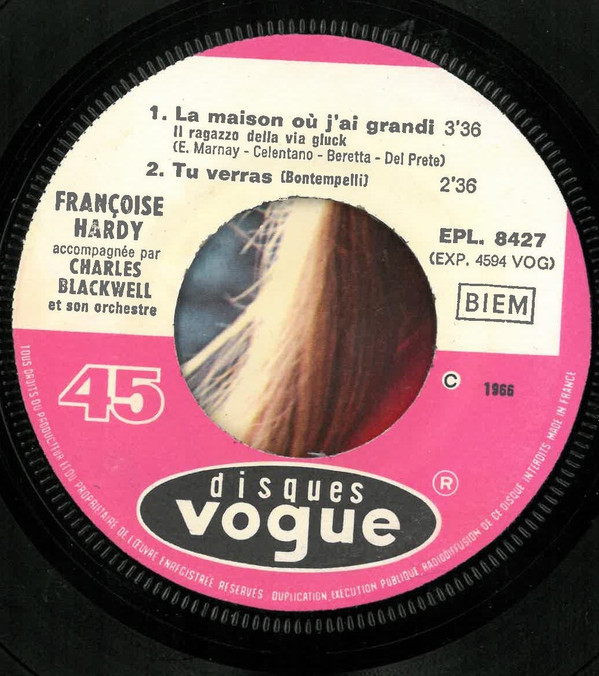 1. La maison où j'ai grandi 3'36
Il ragazzo della via gluck
(E. Marnay - Celentano - Beretta - Del Prete)
2. Tu verras (Bontempelli) 2'36
FRANÇOISE
HARDY
accompagnée par
CHARLES
BLACKWELL
et son orchestre
EPL. 8427
(EXP. 4594 VOG)
BIEM
45
© 1966
disques
vogue
®
TOUS DROITS DU PRODUCTEUR ET DU PROPRIETAIRE DE L'ŒUVRE ENREGISTRÉE RESERVES DUPLICATION, EXECUTION PUBLIQUE, RADIODIFFUSION DE CE DISQUE INTERDITS MADE IN FRANCE